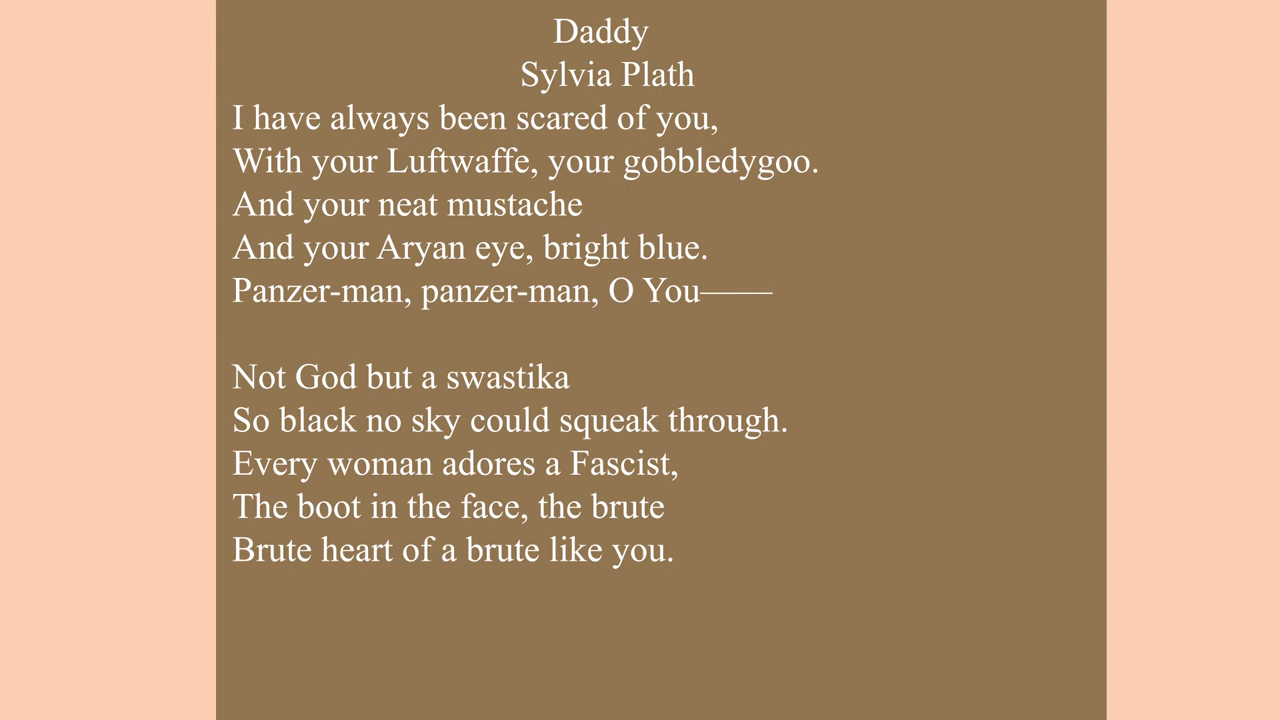 Daddy
Sylvia Plath
I have always been scared of you,
With your Luftwaffe, your gobbledygoo.
And your neat mustache
And your Aryan eye, bright blue.
Panzer-man, panzer-man, O You——

Not God but a swastika
So black no sky could squeak through.
Every woman adores a Fascist,
The boot in the face, the brute
Brute heart of a brute like you.